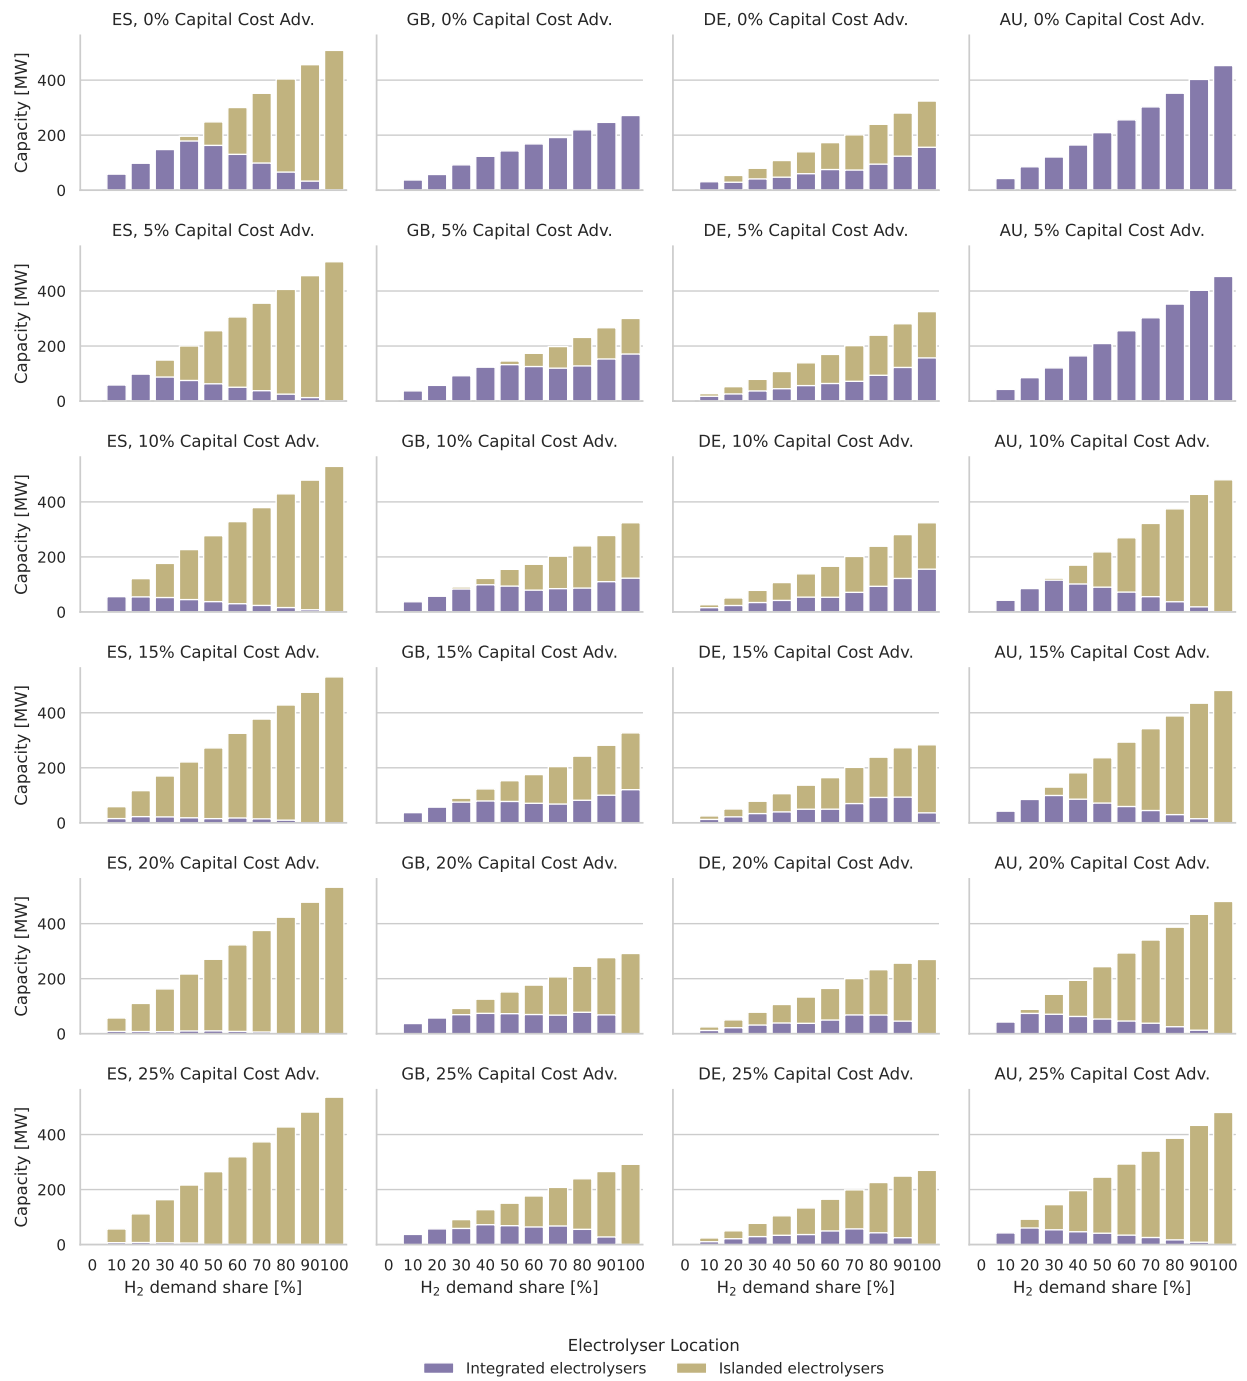 ES, 0% Capital Cost Adv.
GB, 0% Capital Cost Adv.
DE, 0% Capital Cost Adv.
AU, 0% Capital Cost Adv.
Capacity [MW]
400
200
0
ES, 5% Capital Cost Adv.
GB, 5% Capital Cost Adv.
DE, 5% Capital Cost Adv.
AU, 5% Capital Cost Adv.
Capacity [MW]
400
200
0
ES, 10% Capital Cost Adv.
GB, 10% Capital Cost Adv.
DE, 10% Capital Cost Adv.
AU, 10% Capital Cost Adv.
Capacity [MW]
400
200
0
ES, 15% Capital Cost Adv.
GB, 15% Capital Cost Adv.
DE, 15% Capital Cost Adv.
AU, 15% Capital Cost Adv.
Capacity [MW]
400
200
0
ES, 20% Capital Cost Adv.
GB, 20% Capital Cost Adv.
DE, 20% Capital Cost Adv.
AU, 20% Capital Cost Adv.
Capacity [MW]
400
200
0
ES, 25% Capital Cost Adv.
GB, 25% Capital Cost Adv.
DE, 25% Capital Cost Adv.
AU, 25% Capital Cost Adv.
Capacity [MW]
400
200
0
0 10 20 30 40 50 60 70 80 90 100
0 10 20 30 40 50 60 70 80 90 100
0 10 20 30 40 50 60 70 80 90 100
0 10 20 30 40 50 60 70 80 90 100
H₂ demand share [%]
H₂ demand share [%]
H₂ demand share [%]
H₂ demand share [%]
Electrolyser Location
Integrated electrolysers
Islanded electrolysers